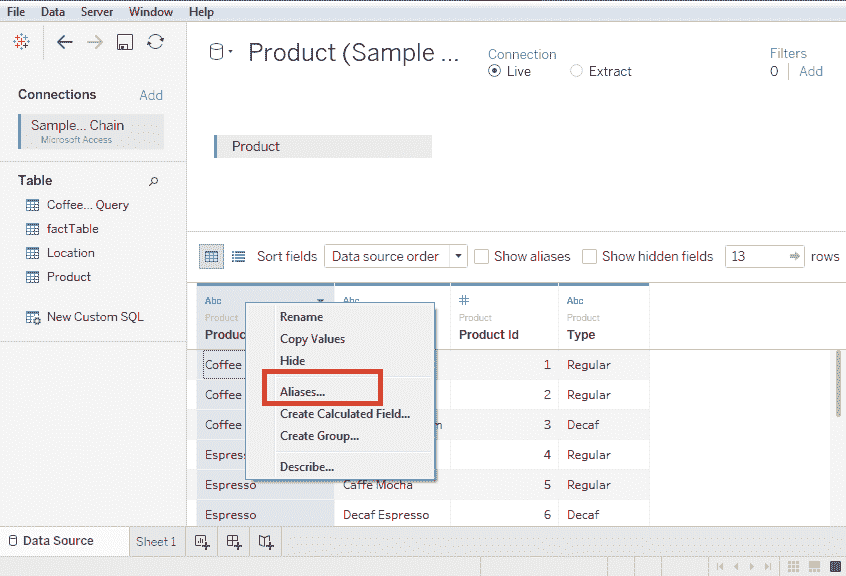 File Data Server Window Help
Product (Sample ...
Connection
Live Extract
Filters
0 Add
Connections Add
Sample... Chain
Microsoft Access
Product
Table
Coffee... Query
factTable
Location
Product
New Custom SQL
Sort fields Data source order Show aliases Show hidden fields 13 rows
Abc Abc # Abc
Product Product Product
Produc Product Id Type
Rename
Copy Values
Hide
Aliases...
Create Calculated Field...
Create Group...
Describe...
Coffee 1 Regular
Coffee 2 Regular
Coffee 3 Decaf
Espress 4 Regular
Espresso Caffe Mocha 5 Regular
Espresso Decaf Espresso 6 Decaf
Data Source Sheet 1